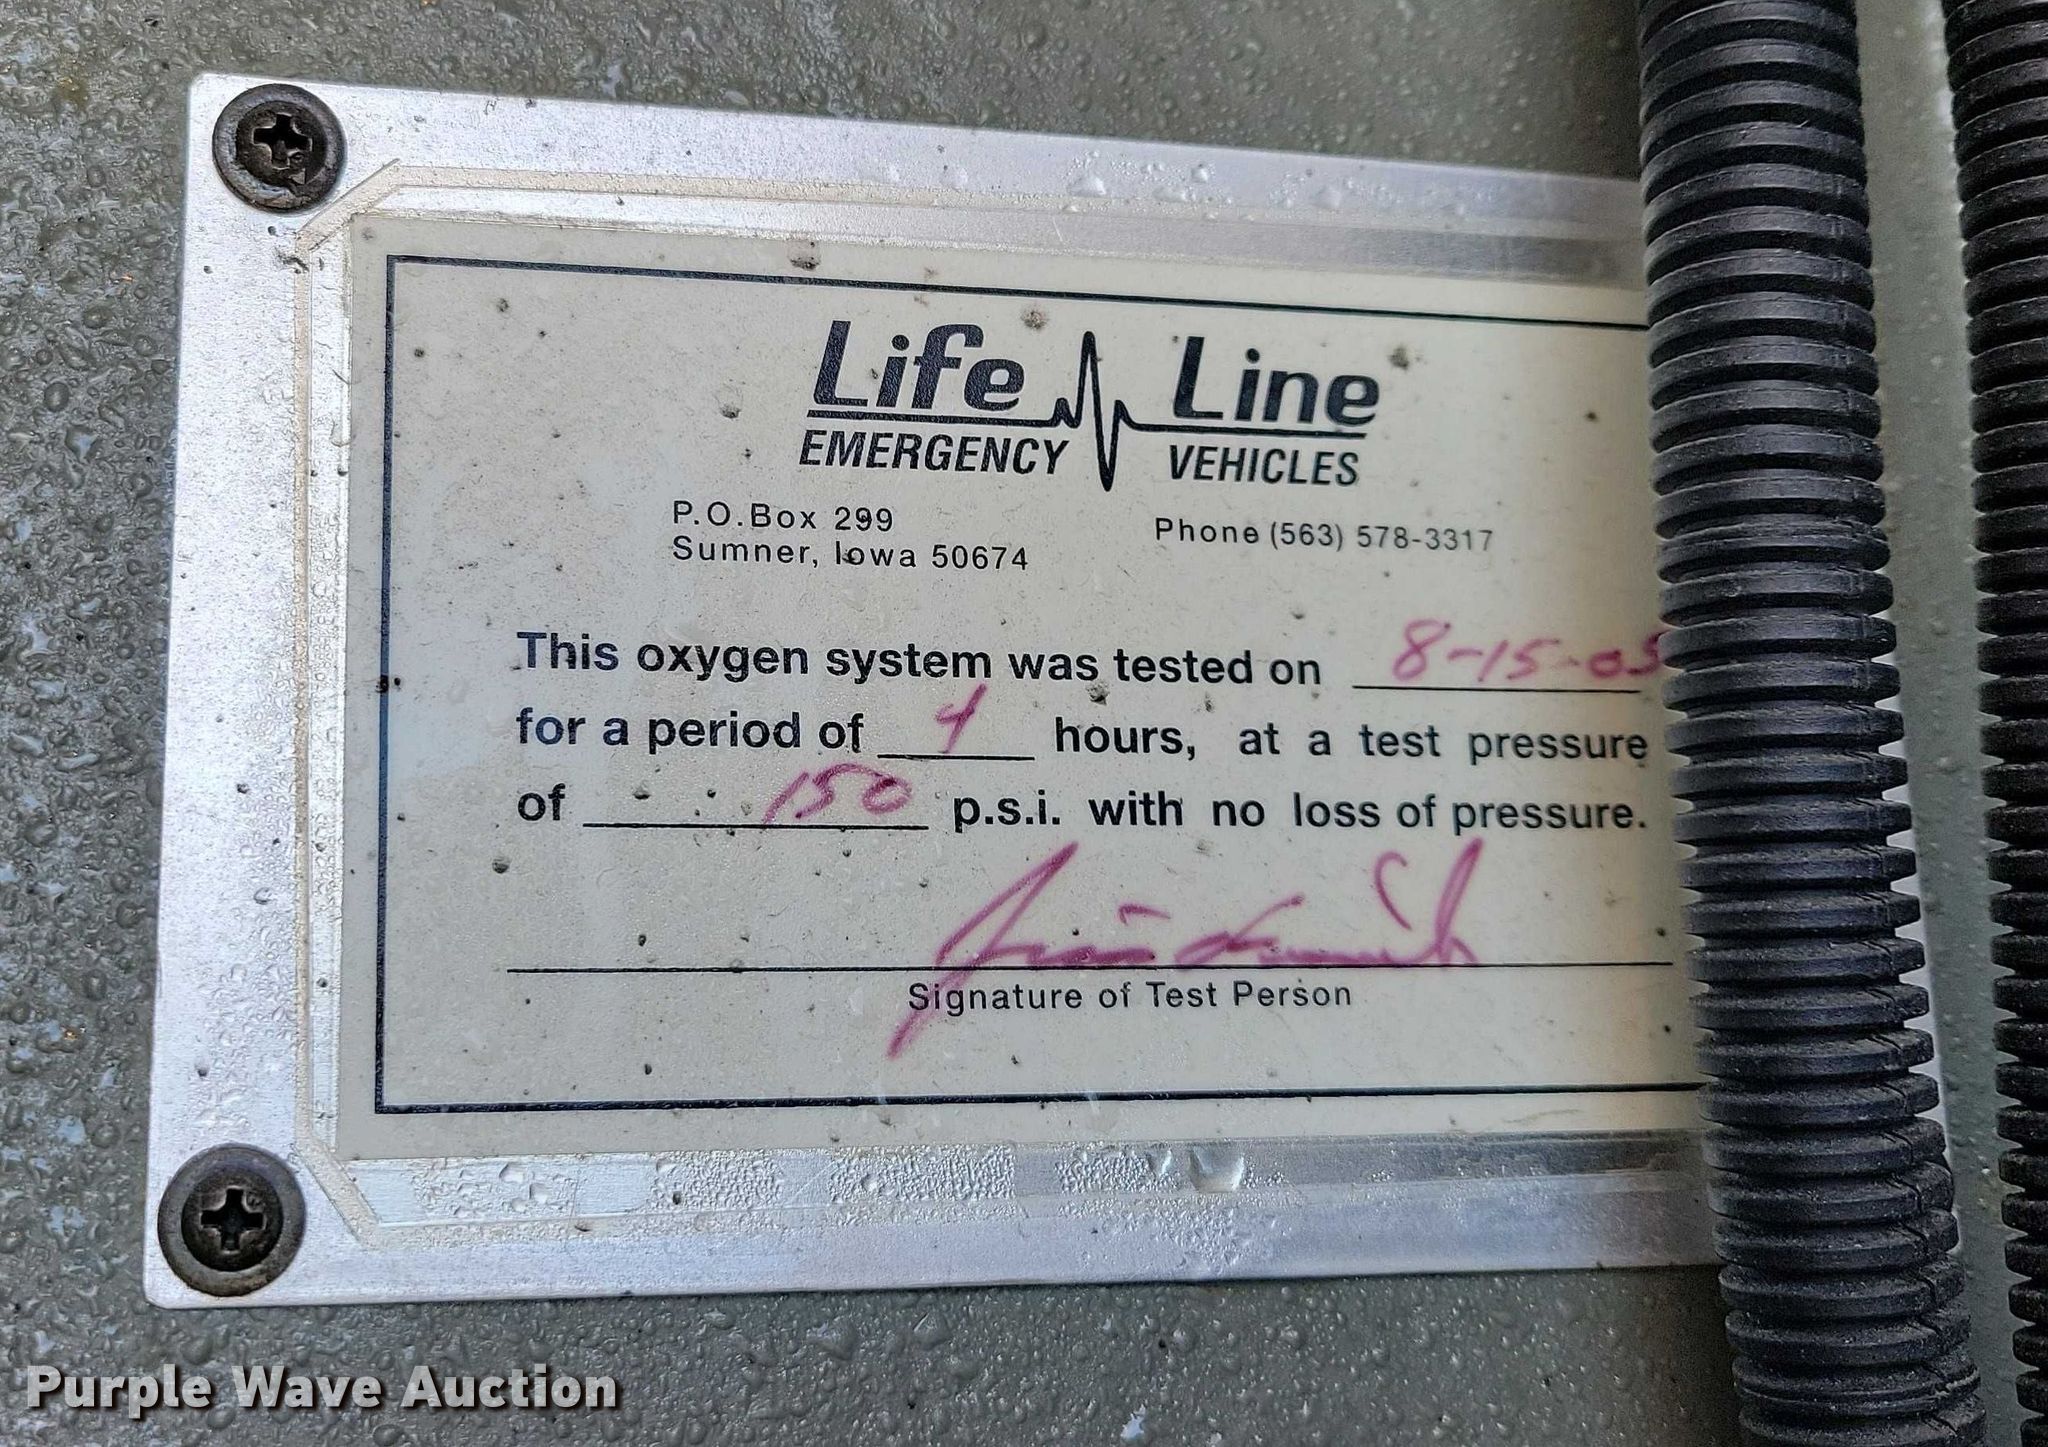 Life Line
EMERGENCY VEHICLES
P.O.Box 299
Sumner, Iowa 50674
Phone (563) 578-3317
This oxygen system was tested on 8-15-05
for a period of 4 hours, at a test pressure
of 150 p.s.i. with no loss of pressure.
Signature of Test Person
Purple Wave Auction